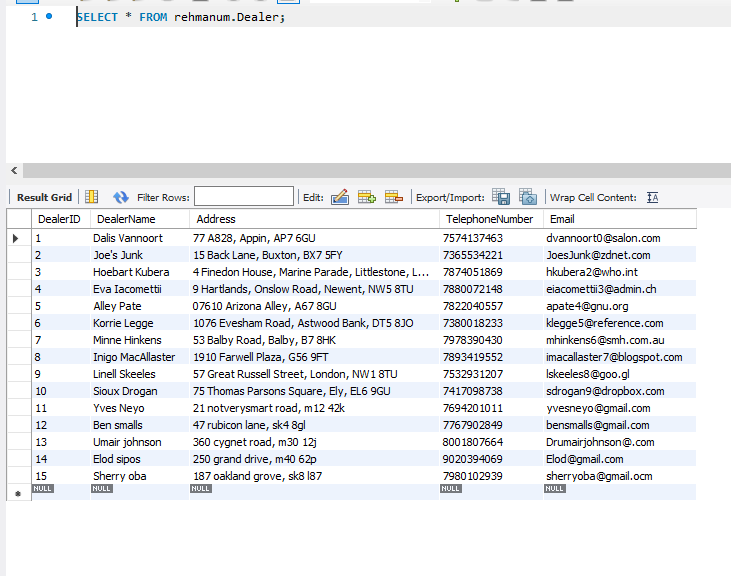 1 SELECT * FROM rehmanum.Dealer;
Result Grid Filter Rows: Edit: Export/Import: Wrap Cell Content: IA
DealerID DealerName Address TelephoneNumber Email
1 Dalis Vannoort 77 A828, Appin, AP7 6GU 7574137463 dvannoort0@salon.com
2 Joe's Junk 15 Back Lane, Buxton, BX7 5FY 7365534221 JoesJunk@zdnet.com
3 Hoebart Kubera 4 Finedon House, Marine Parade, Littlestone, L... 7874051869 hkubera2@who.int
4 Eva Iacomettii 9 Hartlands, Onslow Road, Newent, NW5 8TU 7880072148 eiacomettii3@admin.ch
5 Alley Pate 07610 Arizona Alley, A67 8GU 7822040557 apate4@gnu.org
6 Korrie Legge 1076 Evesham Road, Astwood Bank, DT5 8JO 7380018233 klegge5@reference.com
7 Minne Hinkens 53 Balby Road, Balby, B7 8HK 7978390430 mhinkens6@smh.com.au
8 Inigo MacAllaster 1910 Farwell Plaza, G56 9FT 7893419552 imacallaster7@blogspot.com
9 Linell Skeeles 57 Great Russell Street, London, NW1 8TU 7532931207 lskeeles8@goo.gl
10 Sioux Drogan 75 Thomas Parsons Square, Ely, EL6 9GU 7417098738 sdrogan9@dropbox.com
11 Yves Neyo 21 notverysmart road, m12 42k 7694201011 yvesneyo@gmail.com
12 Ben smalls 47 rubicon lane, sk4 8gl 7767902849 bensmalls@gmail.com
13 Umair johnson 360 cygnet road, m30 12j 8001807664 Drumairjohnson@.com
14 Elod sipos 250 grand drive, m40 62p 9020394069 Elod@gmail.com
15 Sherry oba 187 oakland grove, sk8 l87 7980102939 sherryoba@gmail.ocm
NULL NULL NULL NULL NULL